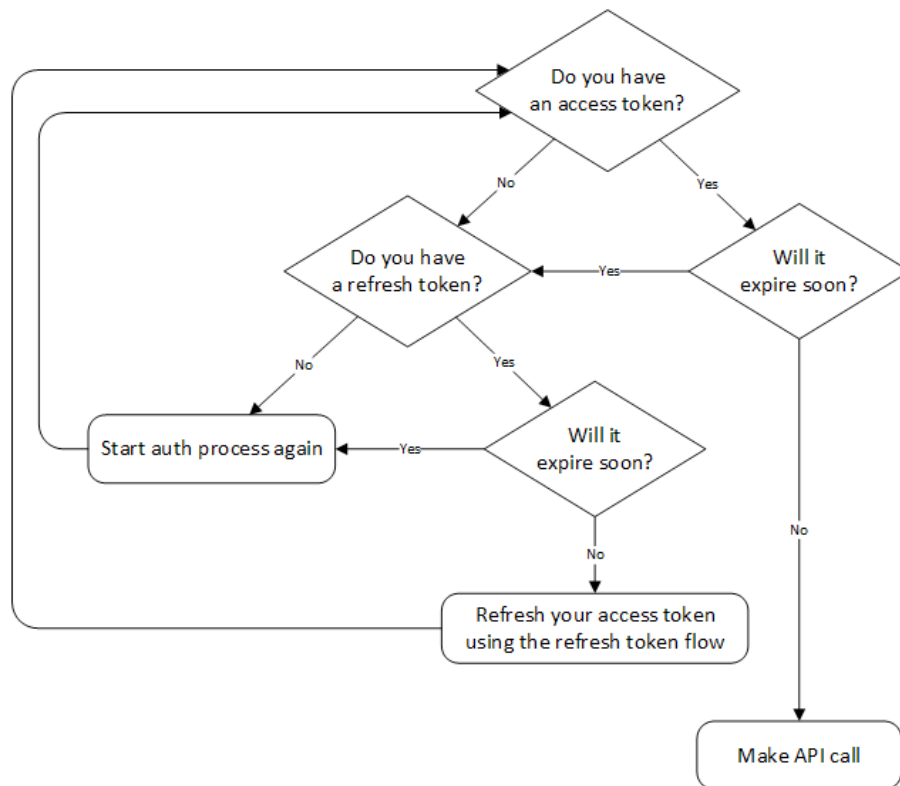 Do you have
an access token?
No
Yes
Do you have
a refresh token?
Yes
Will it
expire soon?
No
Yes
Start auth process again
Yes
Will it
expire soon?
No
No
Refresh your access token
using the refresh token flow
Make API call